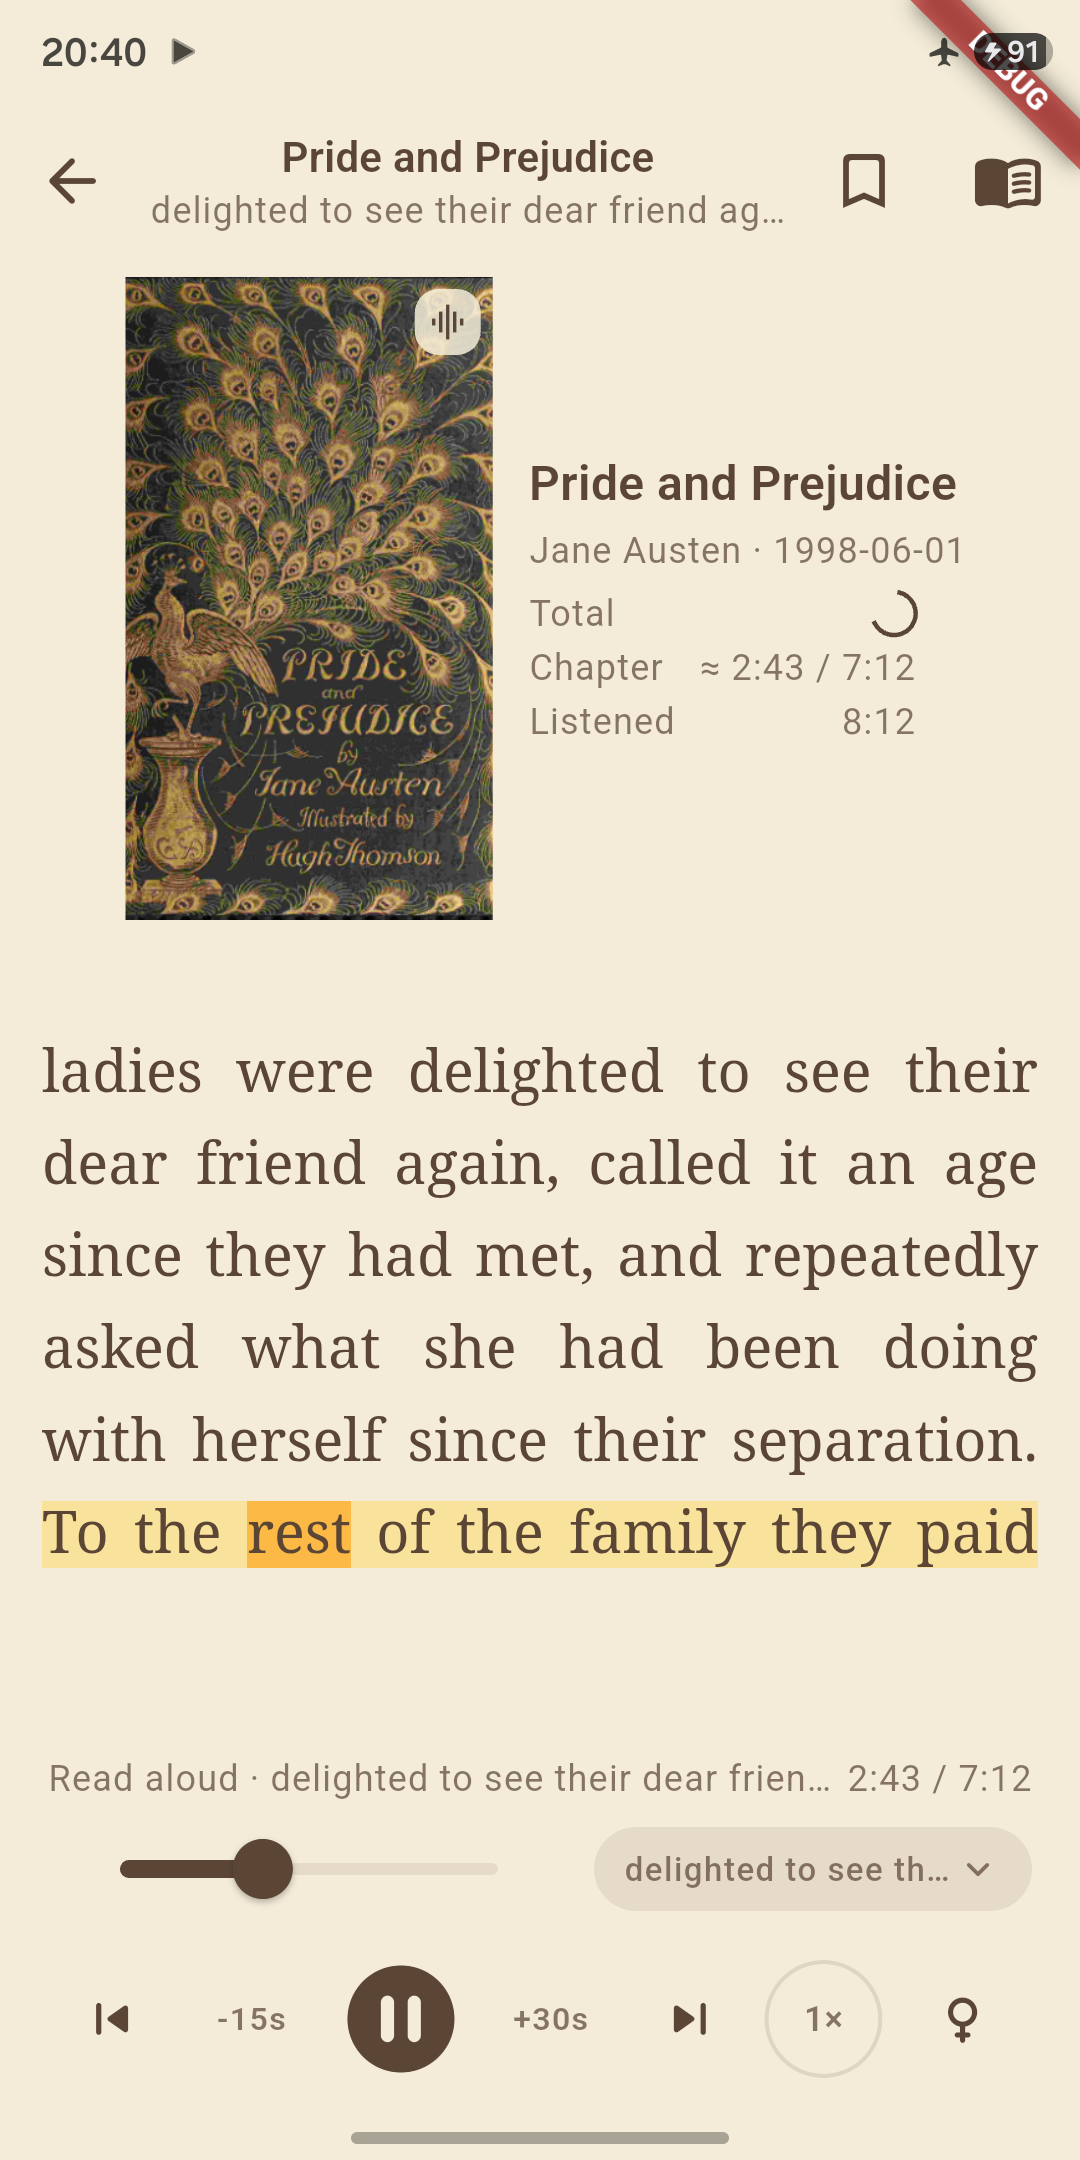 20:40
91
DEBUG
Pride and Prejudice
delighted to see their dear friend ag...
PRIDE
and
PREJUDICE
by
Jane Austen
Illustrated by
Hugh Thomson
Pride and Prejudice
Jane Austen · 1998-06-01
Total
Chapter ≈ 2:43 / 7:12
Listened 8:12
ladies were delighted to see their
dear friend again, called it an age
since they had met, and repeatedly
asked what she had been doing
with herself since their separation.
To the rest of the family they paid
Read aloud · delighted to see their dear frien... 2:43 / 7:12
delighted to see th...
-15s
+30s
1×